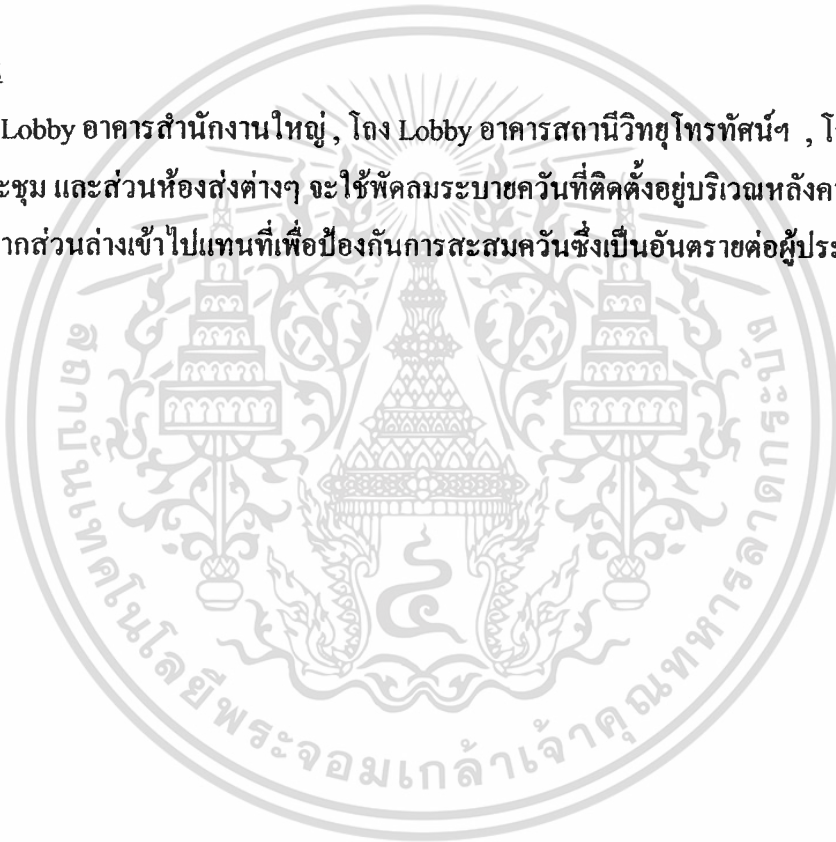 Lobby อาคารสำนักงานใหญ่ , โถง Lobby อาคารสถานีวิทยุโทรทัศน์ฯ , โ
ะชุม และส่วนห้องส่งต่างๆ จะใช้พัดลมระบายควันที่ติดตั้งอยู่บริเวณหลังค
ากส่วนล่างเข้าไปแทนที่เพื่อป้องกันการสะสมควันซึ่งเป็นอันตรายต่อผู้ประ
สถาบันเทคโนโลยีพระจอมเกล้าเจ้าคุณทหารลาดกระบัง